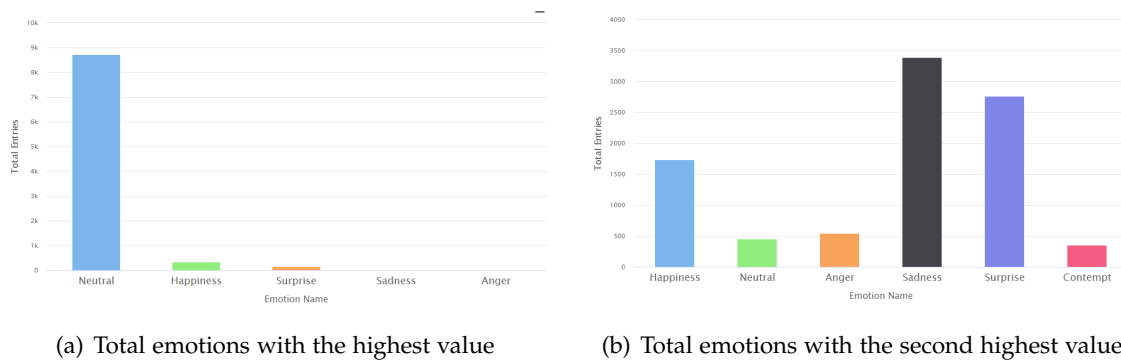 10k
9k
8k
7k
6k
5k
4k
3k
2k
1k
0
Total Entries
Neutral Happiness Surprise Sadness Anger
Emotion Name
(a) Total emotions with the highest value
4000
3500
3000
2500
2000
1500
1000
500
0
Total Entries
Happiness Neutral Anger Sadness Surprise Contempt
Emotion Name
(b) Total emotions with the second highest value